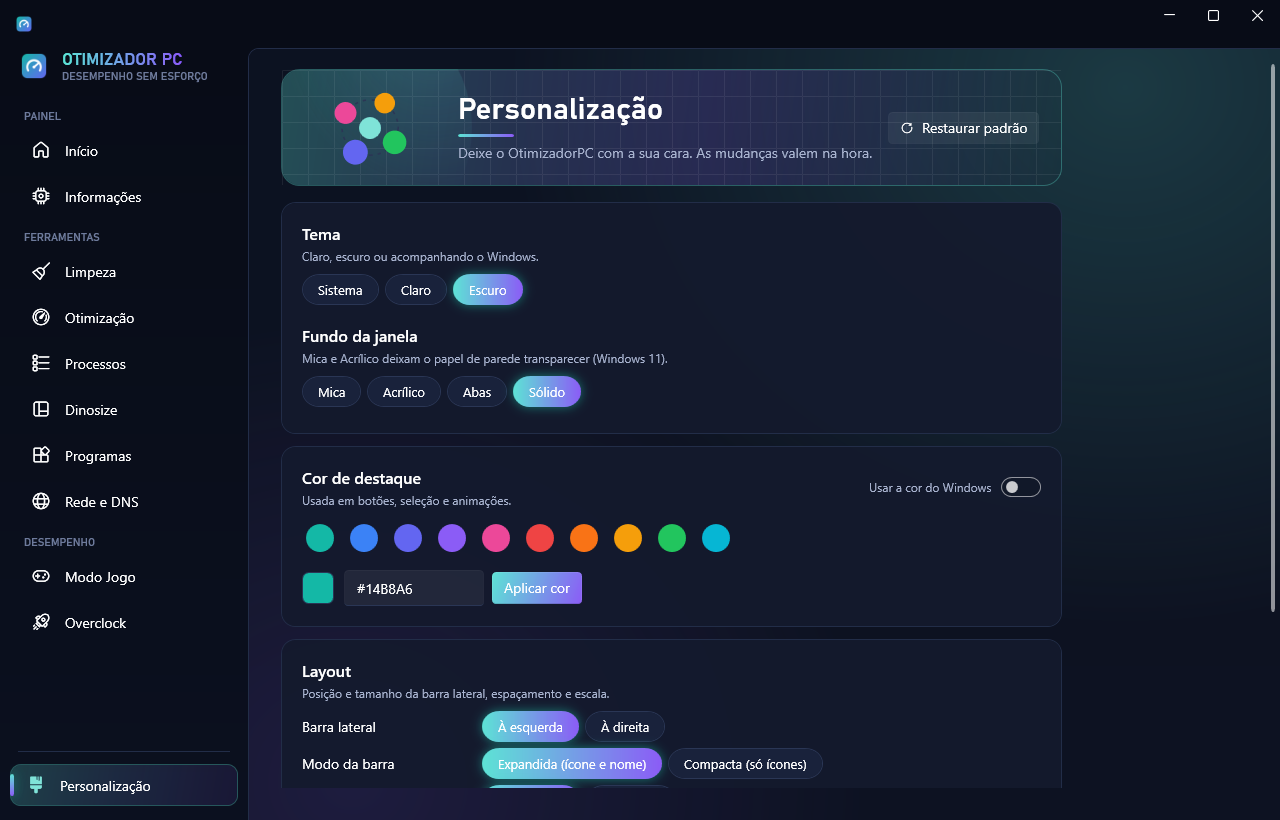 OTIMIZADOR PC
DESEMPENHO SEM ESFORÇO
PAINEL
Início
Informações
FERRAMENTAS
Limpeza
Otimização
Processos
Dinosize
Programas
Rede e DNS
DESEMPENHO
Modo Jogo
Overclock
Personalização
Personalização
Deixe o OtimizadorPC com a sua cara. As mudanças valem na hora.
Restaurar padrão
Tema
Claro, escuro ou acompanhando o Windows.
Sistema Claro Escuro
Fundo da janela
Mica e Acrílico deixam o papel de parede transparecer (Windows 11).
Mica Acrílico Abas Sólido
Cor de destaque
Usada em botões, seleção e animações.
Usar a cor do Windows
#14B8A6 Aplicar cor
Layout
Posição e tamanho da barra lateral, espaçamento e escala.
Barra lateral À esquerda À direita
Modo da barra Expandida (ícone e nome) Compacta (só ícones)